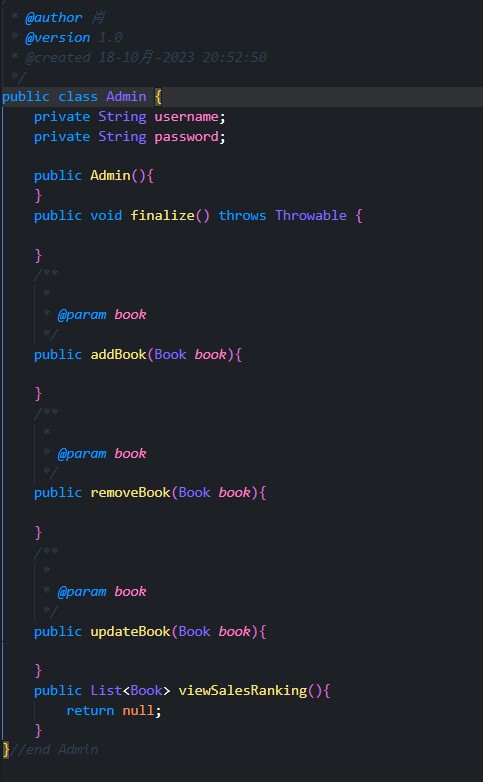 /
* @author 肖
* @version 1.0
* @created 18-10月-2023 20:52:50
*/
public class Admin {
private String username;
private String password;
public Admin(){
}
public void finalize() throws Throwable {
}
/**
*
* @param book
*/
public addBook(Book book){
}
/**
*
* @param book
*/
public removeBook(Book book){
}
/**
*
* @param book
*/
public updateBook(Book book){
}
public List<Book> viewSalesRanking(){
return null;
}
}//end Admin